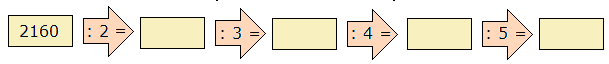 2160 : 2 = : 3 = : 4 = : 5 =